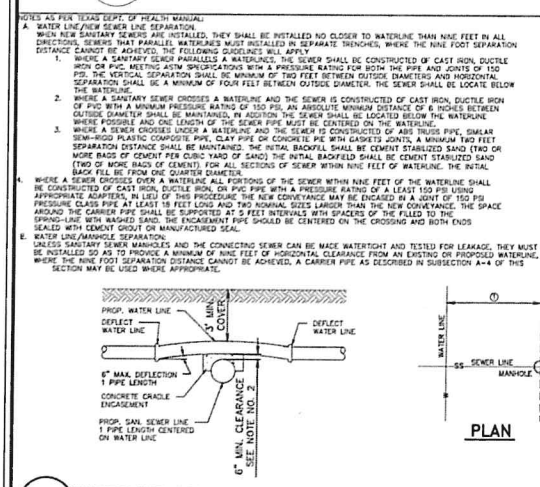 NOTES AS PER TEXAS DEPT. OF HEALTH MANUAL:
A. WATER LINE/NEW SEWER LINE SEPARATION.
WHEN NEW SANITARY SEWERS ARE INSTALLED, THEY SHALL BE INSTALLED NO CLOSER TO WATERLINE THAN NINE FEET IN ALL
DIRECTIONS, SEWERS THAT PARALLEL WATERLINES MUST INSTALLED IN SEPARATE TRENCHES, WHERE THE NINE FOOT SEPARATION
DISTANCE CANNOT BE ACHIEVED, THE FOLLOWING GUIDELINES WILL APPLY
1. WHERE A SANITARY SEWER PARALLELS A WATERLINES, THE SEWER SHALL BE CONSTRUCTED OF CAST IRON, DUCTILE
IRON OR PVC, MEETING ASTM SPECIFICATIONS WITH A PRESSURE RATING FOR BOTH THE PIPE AND JOINTS OF 150
PSI. THE VERTICAL SEPARATION SHALL BE MINIMUM OF TWO FEET BETWEEN OUTSIDE DIAMETERS AND HORIZONTAL
SEPARATION SHALL BE A MINIMUM OF FOUR FEET BETWEEN OUTSIDE DIAMETER. THE SEWER SHALL BE LOCATE BELOW
THE WATERLINE.
2. WHERE A SANITARY SEWER CROSSES A WATERLINE AND THE SEWER IS CONSTRUCTED OF CAST, DUCTILE IRON
OF PVC WITH A MINIMUM PRESSURE RATING OF 150 PSI, AN ABSOLUTE MINIMUM DISTANCE OF 6 INCHES BETWEEN
OUTSIDE DIAMETER SHALL BE MAINTAINED, IN ADDITION THE SEWER SHALL BE LOCATED BELOW THE WATERLINE
WHERE POSSIBLE AND ONE LENGTH OF THE SEWER PIPE MUST BE CENTERED ON THE WATERLINE.
3. WHERE A SEWER CROSSES UNDER A WATERLINE AND THE SEWER IS CONSTRUCTED OF ABS TRUSS PIPE, SIMILAR
SEMI-RIGID PLASTIC COMPOSITE PIPE, CLAY PIPE OR CONCRETE PIPE WITH GASKETS JOINTS, A MINIMUM TWO FEET
SEPARATION DISTANCE SHALL BE MAINTAINED. THE INITIAL BACKFILL SHALL BE CEMENT STABILIZED SAND (TWO OR
MORE BAGS OF CEMENT PER CUBIC YARD OF SAND) THE INITIAL BACKFIELD SHALL BE CEMENT STABILIZED SAND
(TWO OF MORE BAGS OF CEMENT). FOR ALL SECTIONS OF SEWER WITHIN NINE FEET OF WATERLINE. THE INITIAL
BACK FILL BE FROM ONE QUARTER DIAMETER.
4. WHERE A SEWER CROSSES OVER A WATERLINE ALL PORTIONS OF THE SEWER WITHIN NINE FEET OF THE WATERLINE SHALL
BE CONSTRUCTED OF CAST IRON, DUCTILE IRON, OR PVC PIPE WITH A PRESSURE RATING OF A LEAST 150 PSI USING
APPROPRIATE ADAPTERS, IN LIEU OF THIS PROCEDURE THE NEW CONVEYANCE MAY BE ENCASED IN A JOINT OF 150 PSI
PRESSURE CLASS PIPE AT LEAST 18 FEET LONG AND TWO NOMINAL SIZES LARGER THAN THE NEW CONVEYANCE. THE SPACE
AROUND THE CARRIER PIPE SHALL BE SUPPORTED AT 5 FEET INTERVALS WITH SPACERS OF THE FILLED TO THE
SPRING-LINE WITH WASHED SAND. THE ENCASEMENT PIPE SHOULD BE CENTERED ON THE CROSSING AND BOTH ENDS
SEALED WITH CEMENT GROUT OR MANUFACTURED SEAL.
B. WATER LINE/MANHOLE SEPARATION:
UNLESS SANITARY SEWER MANHOLES AND THE CONNECTING SEWER CAN BE MADE WATERTIGHT AND TESTED FOR LEAKAGE, THEY MUST
BE INSTALLED SO AS TO PROVIDE A MINIMUM OF NINE FEET OF HORIZONTAL CLEARANCE FROM AN EXISTING OR PROPOSED WATERLINE,
WHERE THE NINE FOOT SEPARATION DISTANCE CANNOT BE ACHIEVED, A CARRIER PIPE AS DESCRIBED IN SUBSECTION A-4 OF THIS
SECTION MAY BE USED WHERE APPROPRIATE.
PROP. WATER LINE
DEFLECT
WATER LINE
3' MIN.
COVER
DEFLECT
WATER LINE
6" MAX. DEFLECTION
1 PIPE LENGTH
CONCRETE CRADLE
ENCASEMENT
PROP. SAN. SEWER LINE
1 PIPE LENGTH CENTERED
ON WATER LINE
6" MIN. CLEARANCE
SEE NOTE NO. 2
1
WATER LINE
SS SEWER LINE
MANHOLE
PLAN